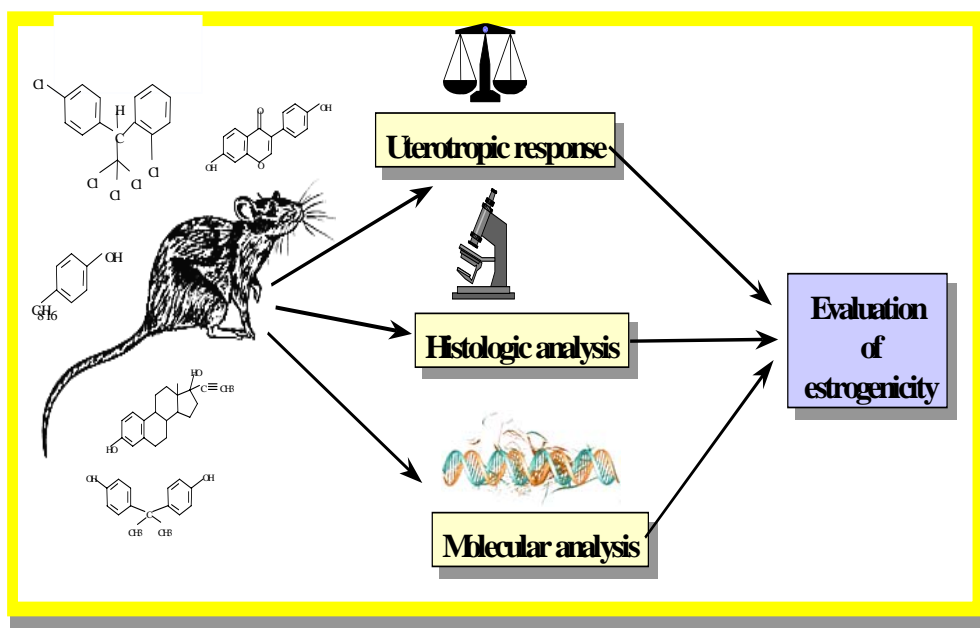 Cl
H
C
Cl
Cl
Cl
Cl
O
OH
OH
O
OH
HO
C≡CH3
HO
OH
OH
C
CH3 CH3
Uterotropic response
Histologic analysis
Molecular analysis
Evaluation
of
estrogenicity